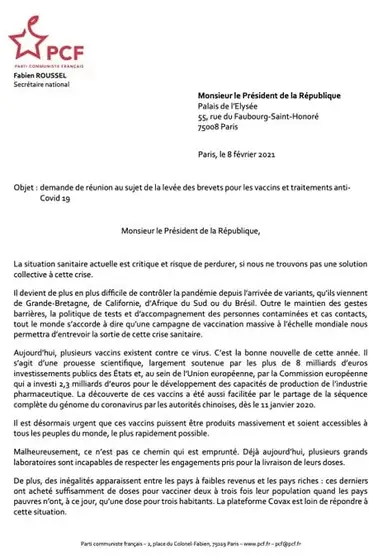 PCF
PARTI COMMUNISTE FRANÇAIS
Fabien ROUSSEL
Secrétaire national
Monsieur le Président de la République
Palais de l'Elysée
55, rue du Faubourg-Saint-Honoré
75008 Paris
Paris, le 8 février 2021
Objet : demande de réunion au sujet de la levée des brevets pour les vaccins et traitements anti-
Covid 19
Monsieur le Président de la République,
La situation sanitaire actuelle est critique et risque de perdurer, si nous ne trouvons pas une solution
collective à cette crise.
Il devient de plus en plus difficile de contrôler la pandémie depuis l'arrivée de variants, qu'ils viennent
de Grande-Bretagne, de Californie, d'Afrique du Sud ou du Brésil. Outre le maintien des gestes
barrières, la politique de tests et d'accompagnement des personnes contaminées et cas contacts,
tout le monde s'accorde à dire qu'une campagne de vaccination massive à l'échelle mondiale nous
permettra d'entrevoir la sortie de cette crise sanitaire.
Aujourd'hui, plusieurs vaccins existent contre ce virus. C'est la bonne nouvelle de cette année. Il
s'agit d'une prouesse scientifique, largement soutenue par les plus de 8 milliards d'euros
investissements publics des États et, au sein de l'Union européenne, par la Commission européenne
qui a investi 2,3 milliards d'euros pour le développement des capacités de production de l'industrie
pharmaceutique. La découverte de ces vaccins a été aussi facilitée par le partage de la séquence
complète du génome du coronavirus par les autorités chinoises, dès le 11 janvier 2020.
Il est désormais urgent que ces vaccins puissent être produits massivement et soient accessibles à
tous les peuples du monde, le plus rapidement possible.
Malheureusement, ce n'est pas ce chemin qui est emprunté. Déjà aujourd'hui, plusieurs grands
laboratoires sont incapables de respecter les engagements pris pour la livraison de leurs doses.
De plus, des inégalités apparaissent entre les pays à faibles revenus et les pays riches : ces derniers
ont acheté suffisamment de doses pour vacciner deux à trois fois leur population quand les pays
pauvres n'ont, à ce jour, qu'une dose pour trois habitants. La plateforme Covax est loin de répondre à
cette situation.
Parti communiste français – 2, place du Colonel-Fabien, 75019 Paris – www.pcf.fr – pcf@pcf.fr